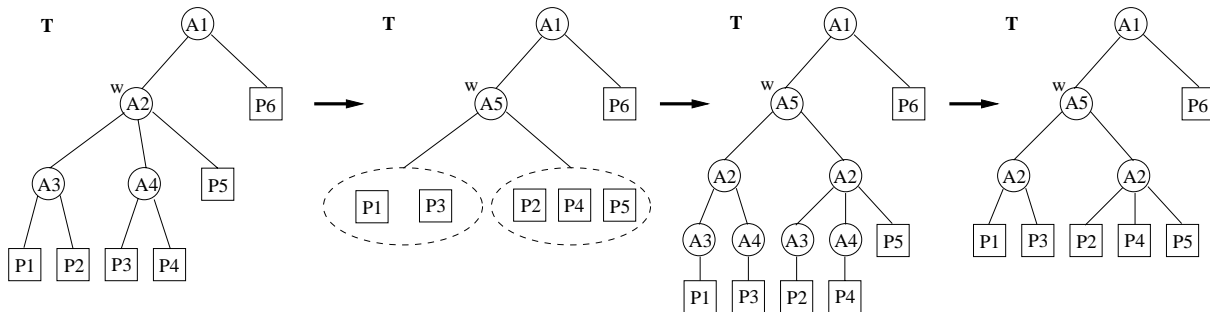 T A1 T A1 T A1 T A1
w A2 P6 w A5 P6 w A5 P6 w A5 P6
A3 A4 P5 P1 P3 P2 P4 P5 A2 A2 A2 A2
A3 A4 A3 A4 P5 P1 P3 P2 P4 P5
P1 P2 P3 P4 P1 P3 P2 P4